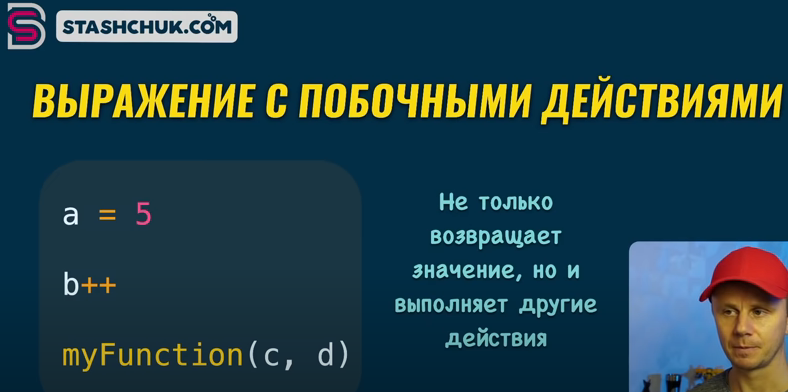 STASHCHUK.COM
ВЫРАЖЕНИЕ С ПОБОЧНЫМИ ДЕЙСТВИЯМИ
a = 5
b++
myFunction(c, d)
Не только
возвращает
значение, но и
выполняет другие
действия